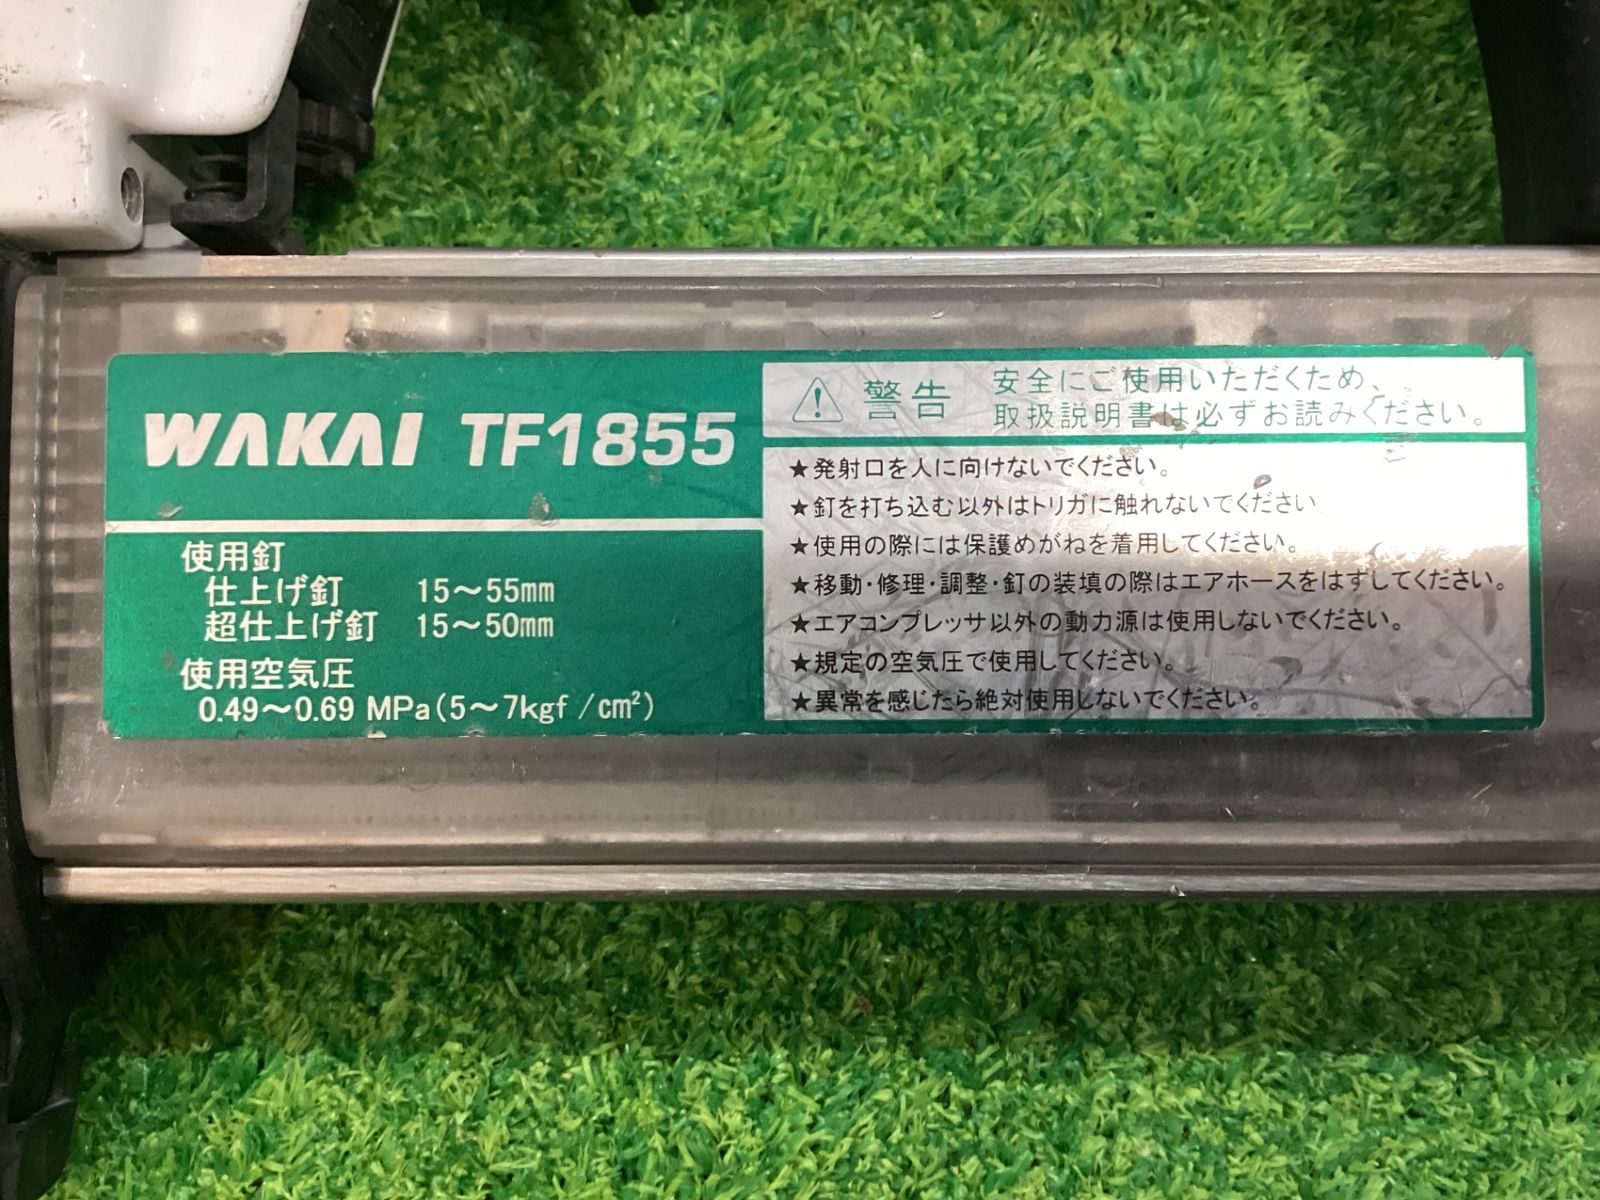 WAKAI TF1855
使用釘
仕上げ釘 15～55mm
超仕上げ釘 15～50mm
使用空気圧
0.49～0.69 MPa(5～7kgf/cm²)
⚠警告 安全にご使用いただくため、
取扱説明書は必ずお読みください。
★発射口を人に向けないでください。
★釘を打ち込む以外はトリガに触れないでください
★使用の際には保護めがねを着用してください。
★移動・修理・調整・釘の装填の際はエアホースをはずしてください。
★エアコンプレッサ以外の動力源は使用しないでください。
★規定の空気圧で使用してください。
★異常を感じたら絶対使用しないでください。